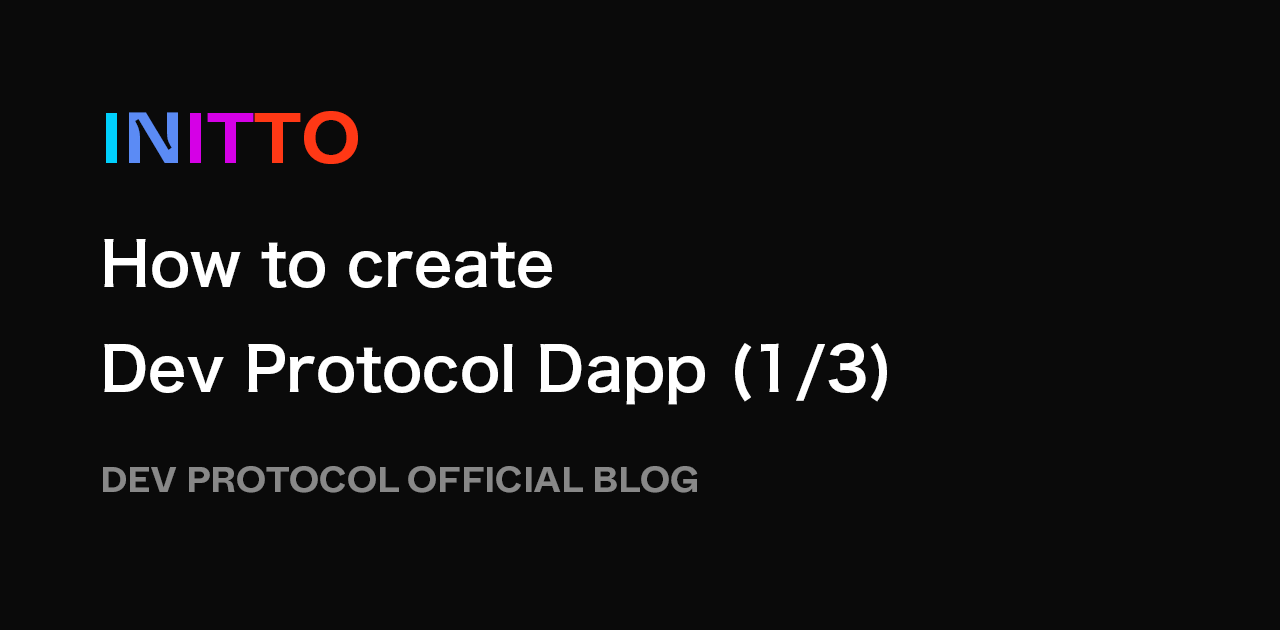 INITTO
How to create
Dev Protocol Dapp (1/3)
DEV PROTOCOL OFFICIAL BLOG